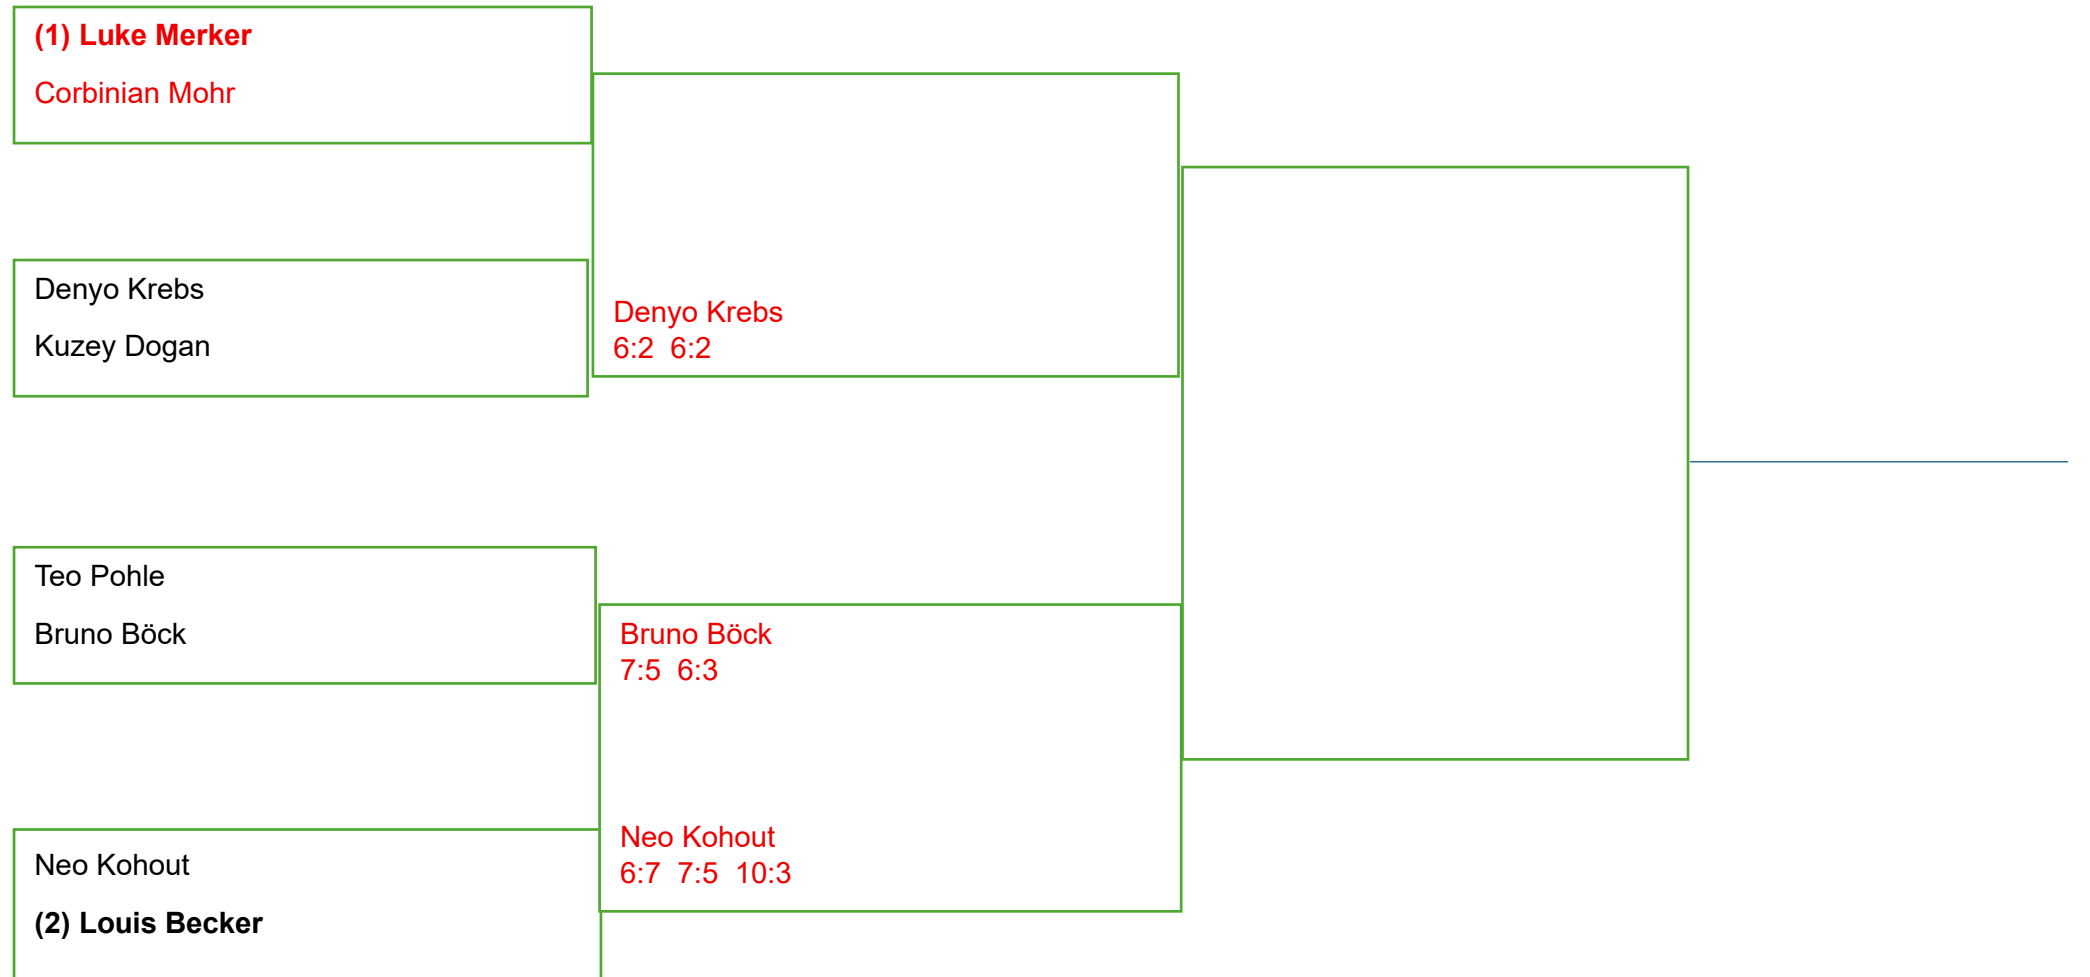 (1) Luke Merker
Corbinian Mohr
Denyo Krebs
Kuzey Dogan
Denyo Krebs
6:2 6:2
Teo Pohle
Bruno Böck
Bruno Böck
7:5 6:3
Neo Kohout
6:7 7:5 10:3
Neo Kohout
(2) Louis Becker